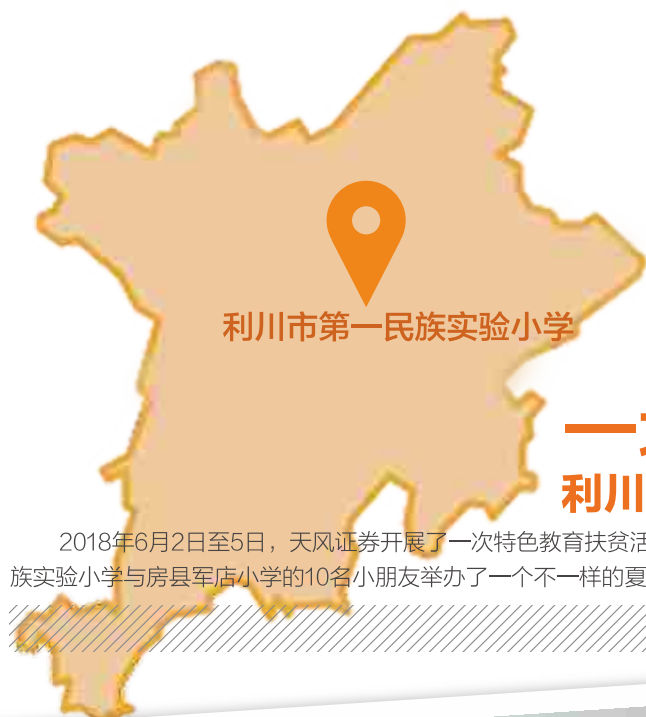 利川市第一民族实验小学
一
利川
2018年6月2日至5日，天风证券开展了一次特色教育扶贫活
族实验小学与房县军店小学的10名小朋友举办了一个不一样的夏